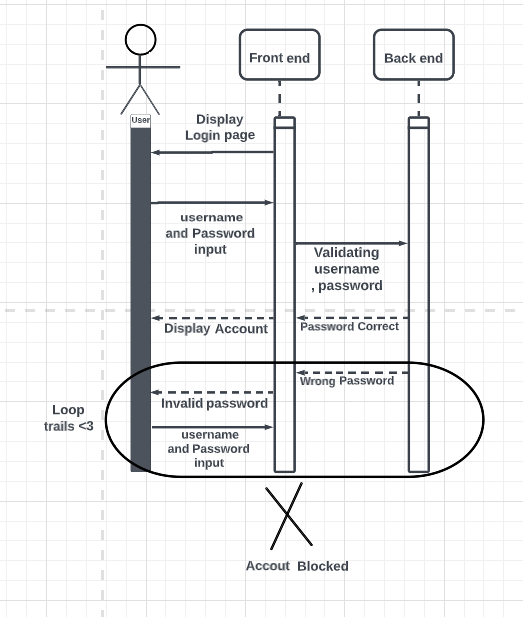 Front end
Back end
User
Display
Login page
username
and Password
input
Validating
username
, password
Display Account
Password Correct
Wrong Password
Invalid password
Loop
trails <3
username
and Password
input
Accout Blocked